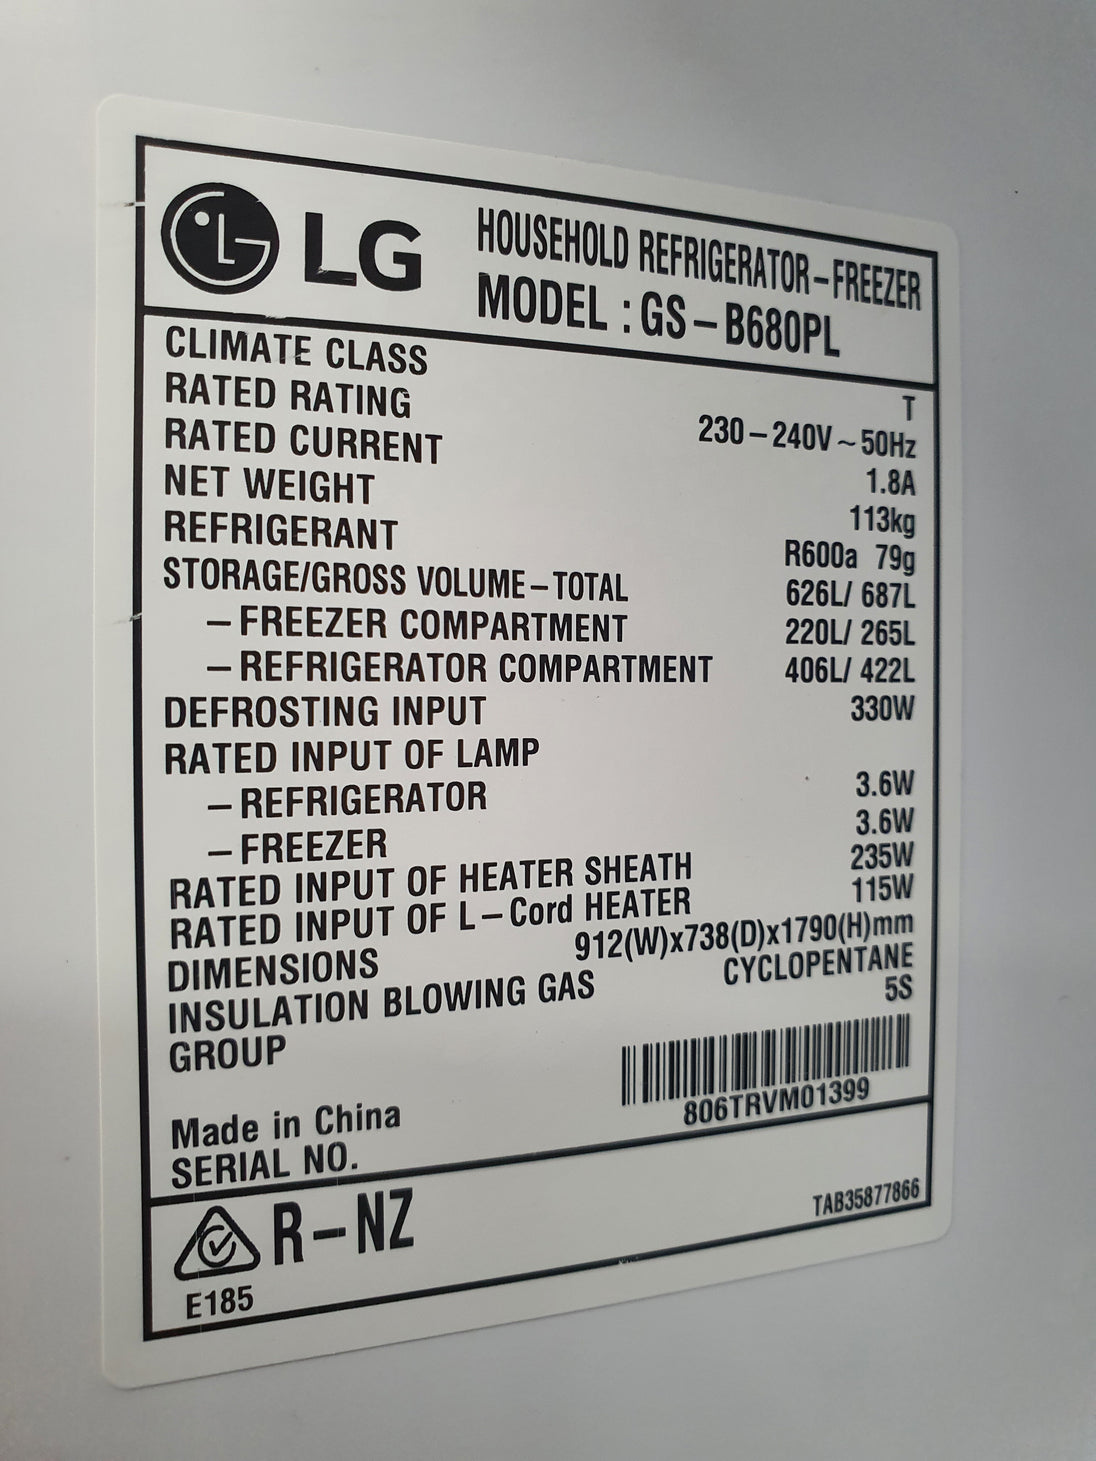 LG
HOUSEHOLD REFRIGERATOR-FREEZER
MODEL : GS-B680PL
CLIMATE CLASS T
RATED RATING 230-240V ~ 50Hz
RATED CURRENT 1.8A
NET WEIGHT 113kg
REFRIGERANT R600a 79g
STORAGE/GROSS VOLUME-TOTAL 626L/ 687L
-FREEZER COMPARTMENT 220L/ 265L
-REFRIGERATOR COMPARTMENT 406L/ 422L
DEFROSTING INPUT 330W
RATED INPUT OF LAMP
-REFRIGERATOR 3.6W
-FREEZER 3.6W
RATED INPUT OF HEATER SHEATH 235W
RATED INPUT OF L-Cord HEATER 115W
DIMENSIONS 912(W)x738(D)x1790(H)mm
INSULATION BLOWING GAS CYCLOPENTANE
GROUP 5S
Made in China
SERIAL NO. 806TRVM01399
R-NZ
E185
TAB35877866